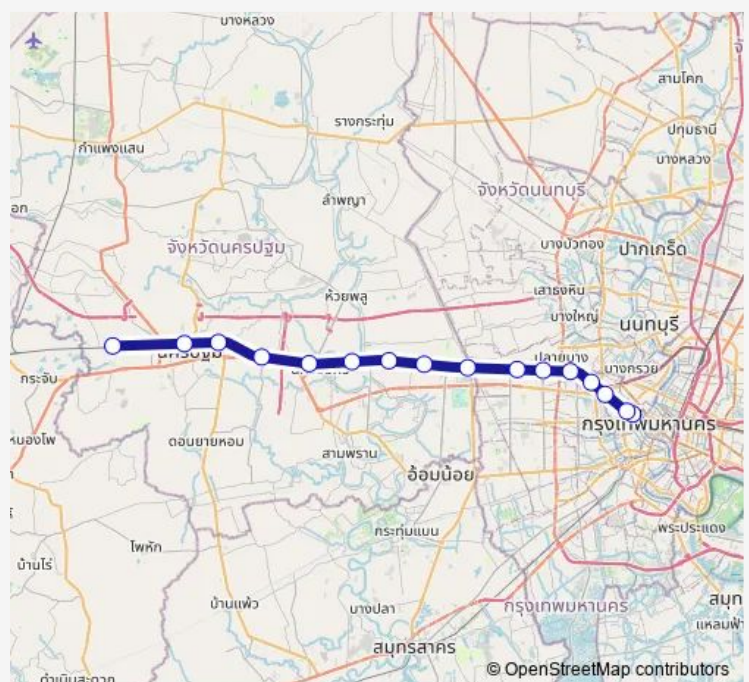 บางหลวง
สามโคก
รางกระทุ่ม
ปทุมธานี
กำแพงแสน
บางหลวง
จังหวัดนนทบุรี
ลำพญา
จังหวัดนครปฐม
บางบัวทอง
ปากเกร็ด
เสาธงหิน
ห้วยพลู
บางใหญ่
นนทบุรี
ปลายบาง
บางกรวย
กระจับ
กรุงเทพมหานคร
หนองโพ
ดอนยายหอม
สามพราน
อ้อมน้อย
พระประแดง
กระทุ่มแบน
โพหัก
บ้านไร่
บ้านแพ้ว
บางปลา
กรุงเทพมหานคร
สมุท
แหลมฟ้า
สมุทรสาคร
© OpenStreetMap contributors